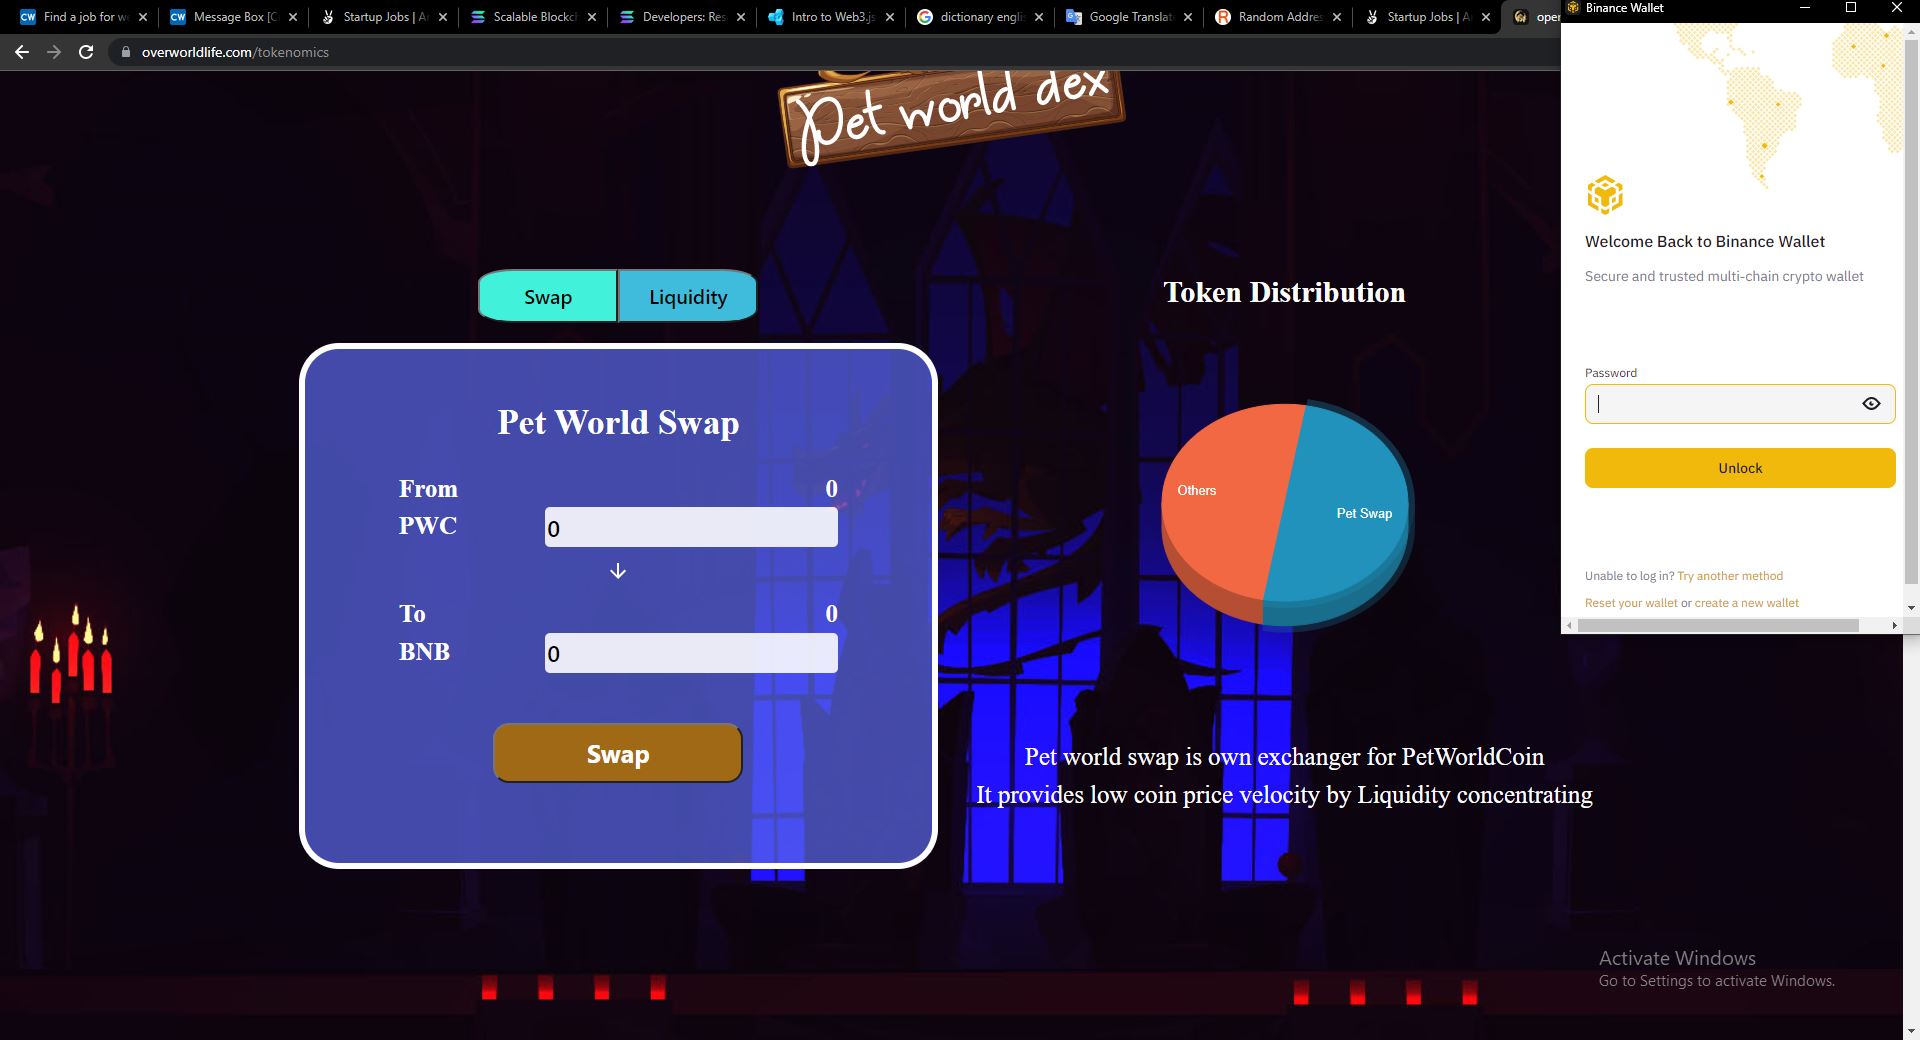 Find a job for w
Message Box [C
Startup Jobs | A
Scalable Blockc
Developers: Re
Intro to Web3.js
dictionary engli
Google Translat
Random Addres
Startup Jobs | A
oper
Binance Wallet
overworldlife.com/tokenomics
Pet world dex
Swap
Liquidity
Pet World Swap
From
0
PWC
0
To
0
BNB
0
Swap
Token Distribution
Others
Pet Swap
Pet world swap is own exchanger for PetWorldCoin
It provides low coin price velocity by Liquidity concentrating
Welcome Back to Binance Wallet
Secure and trusted multi-chain crypto wallet
Password
Unlock
Unable to log in? Try another method
Reset your wallet or create a new wallet
Activate Windows
Go to Settings to activate Windows.